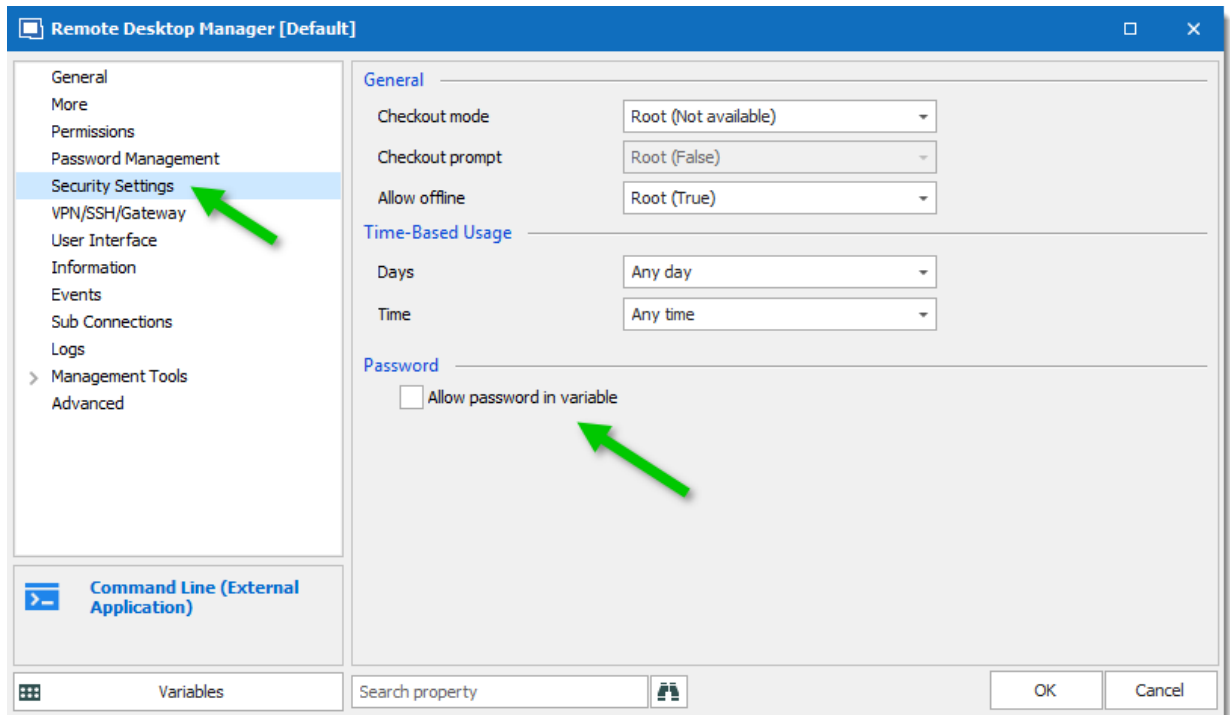 Remote Desktop Manager [Default]
General
More
Permissions
Password Management
Security Settings
VPN/SSH/Gateway
User Interface
Information
Events
Sub Connections
Logs
Management Tools
Advanced
Command Line (External
Application)
Variables
General
Checkout mode Root (Not available)
Checkout prompt Root (False)
Allow offline Root (True)
Time-Based Usage
Days Any day
Time Any time
Password
Allow password in variable
Search property
OK Cancel